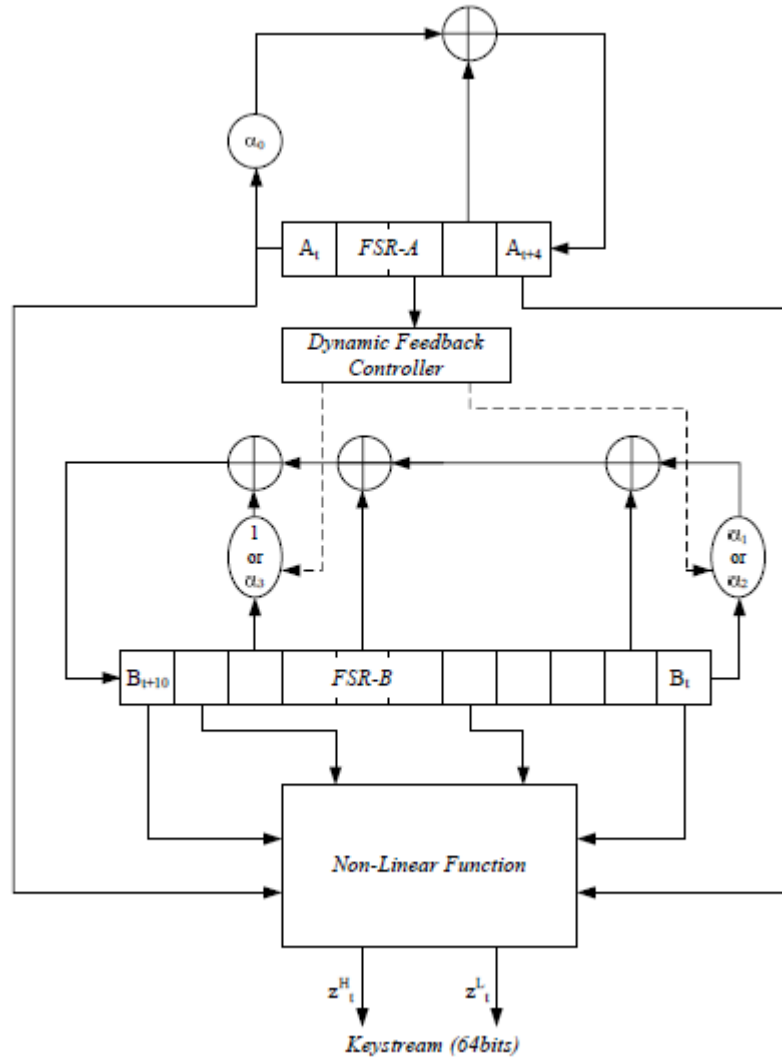 α₀
Aₜ FSR-A Aₜ₊₄
Dynamic Feedback
Controller
1
or
α₃
α₁
or
α₂
Bₜ₊₁₀ FSR-B Bₜ
Non-Linear Function
zᴴₜ zᴸₜ
Keystream (64bits)